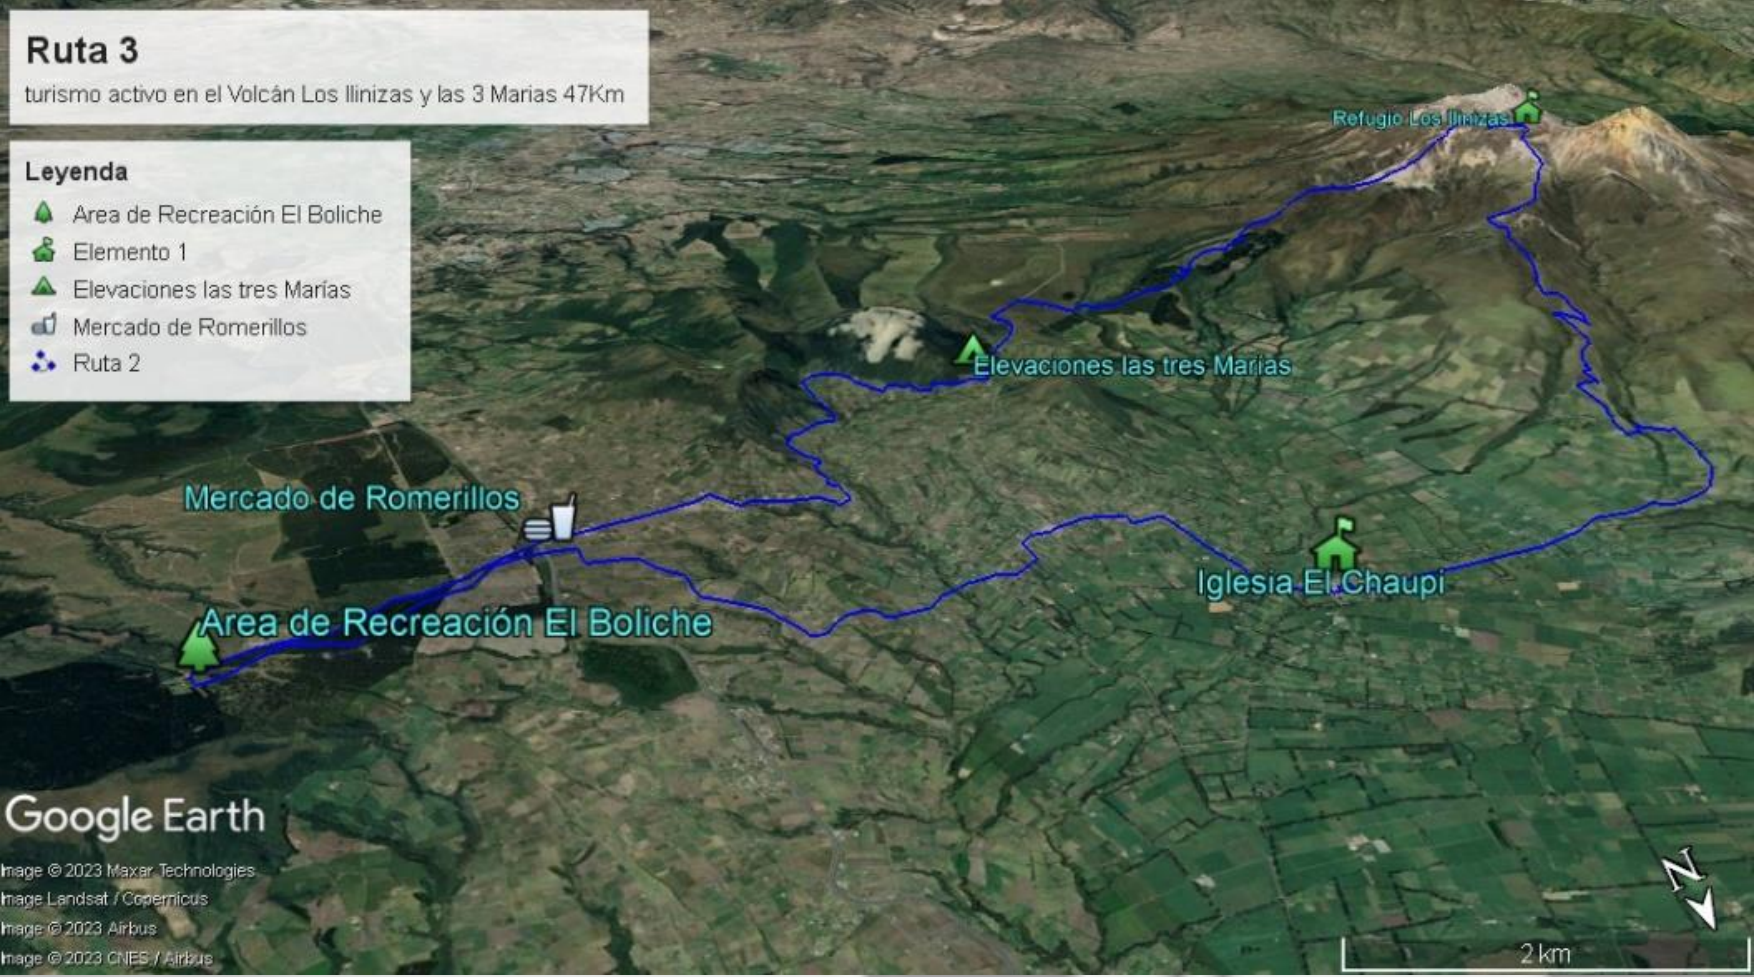 Ruta 3
turismo activo en el Volcán Los Ilinizas y las 3 Marias 47Km
Leyenda
Area de Recreación El Boliche
Elemento 1
Elevaciones las tres Marías
Mercado de Romerillos
Ruta 2
Refugio Los Ilinizas
Elevaciones las tres Marias
Mercado de Romerillos
Iglesia El Chaupi
Area de Recreación El Boliche
Google Earth
Image © 2023 Maxar Technologies
Image Landsat / Copernicus
Image © 2023 Airbus
Image © 2023 CNES / Airbus
N
2 km